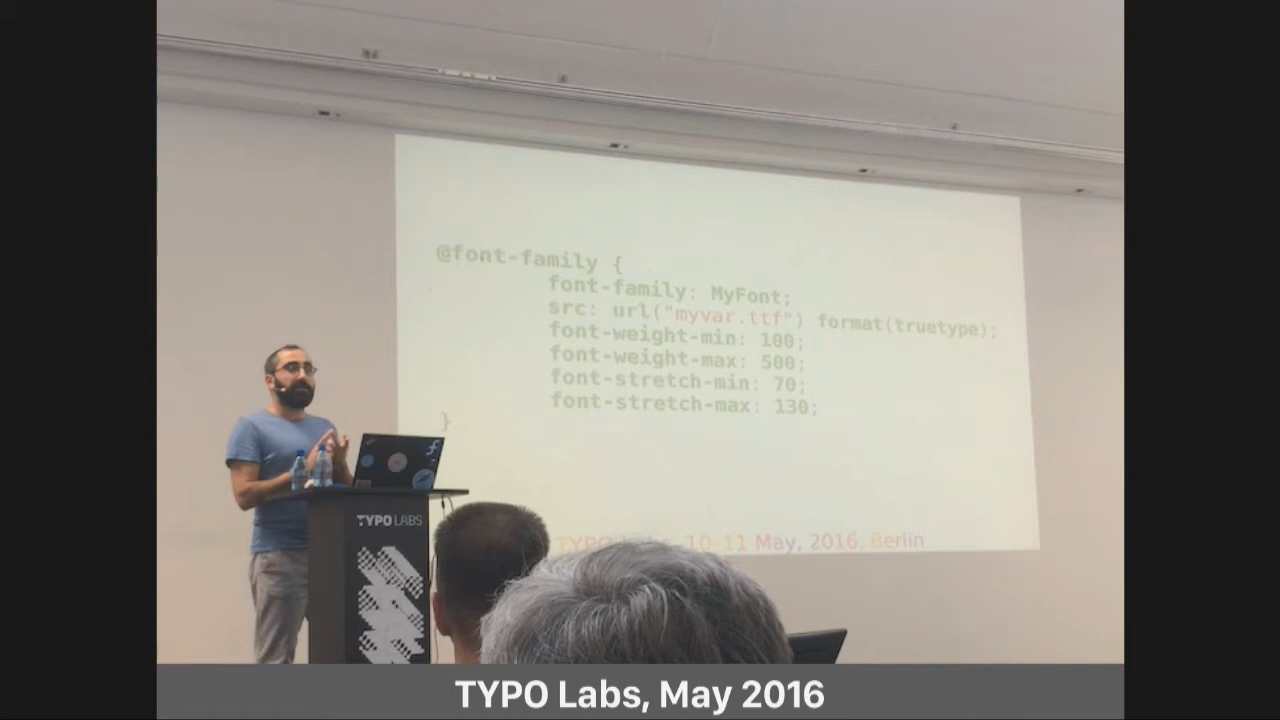 @font-family {
font-family: MyFont;
src: url("myvar.ttf") format(truetype);
font-weight-min: 100;
font-weight-max: 500;
font-stretch-min: 70;
font-stretch-max: 130;
}
TYPO LABS
TYPO Labs, 10-11 May, 2016, Berlin
TYPO Labs, May 2016